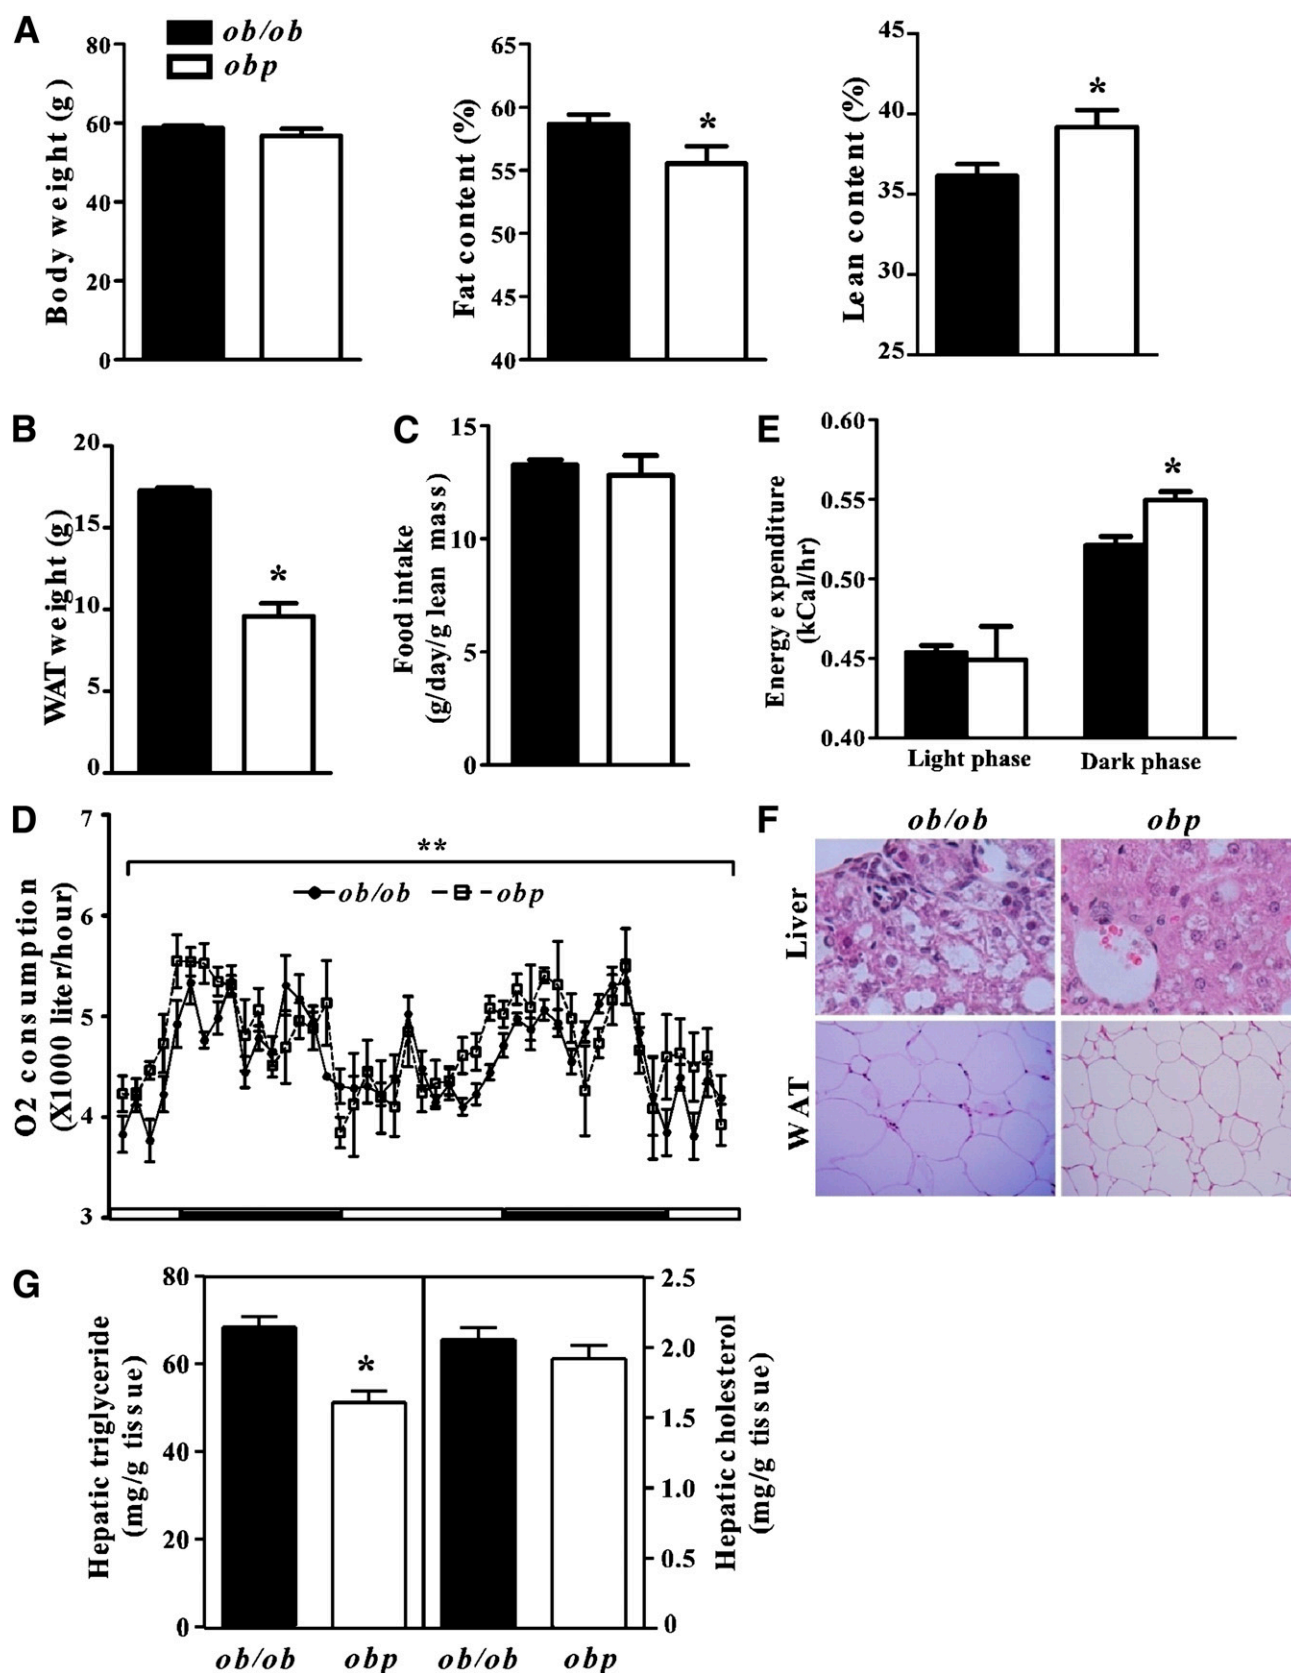 A
ob/ob
obp
Body weight (g)
80
60
40
20
0
Fat content (%)
65
60
55
50
45
40
*
Lean content (%)
45
40
35
30
25
*
B
WAT weight (g)
20
15
10
5
0
*
C
Food intake
(g/day/g lean mass)
15
10
5
0
E
Energy expenditure
(kCal/hr)
0.60
0.55
0.50
0.45
0.40
*
Light phase
Dark phase
D
O2 consumption
(X1000 liter/hour)
7
6
5
4
3
**
ob/ob
obp
F
ob/ob
obp
Liver
WAT
G
Hepatic triglyceride
(mg/g tissue)
80
60
40
20
0
*
2.5
2.0
1.5
1.0
0.5
0
Hepatic cholesterol
(mg/g tissue)
ob/ob
obp
ob/ob
obp